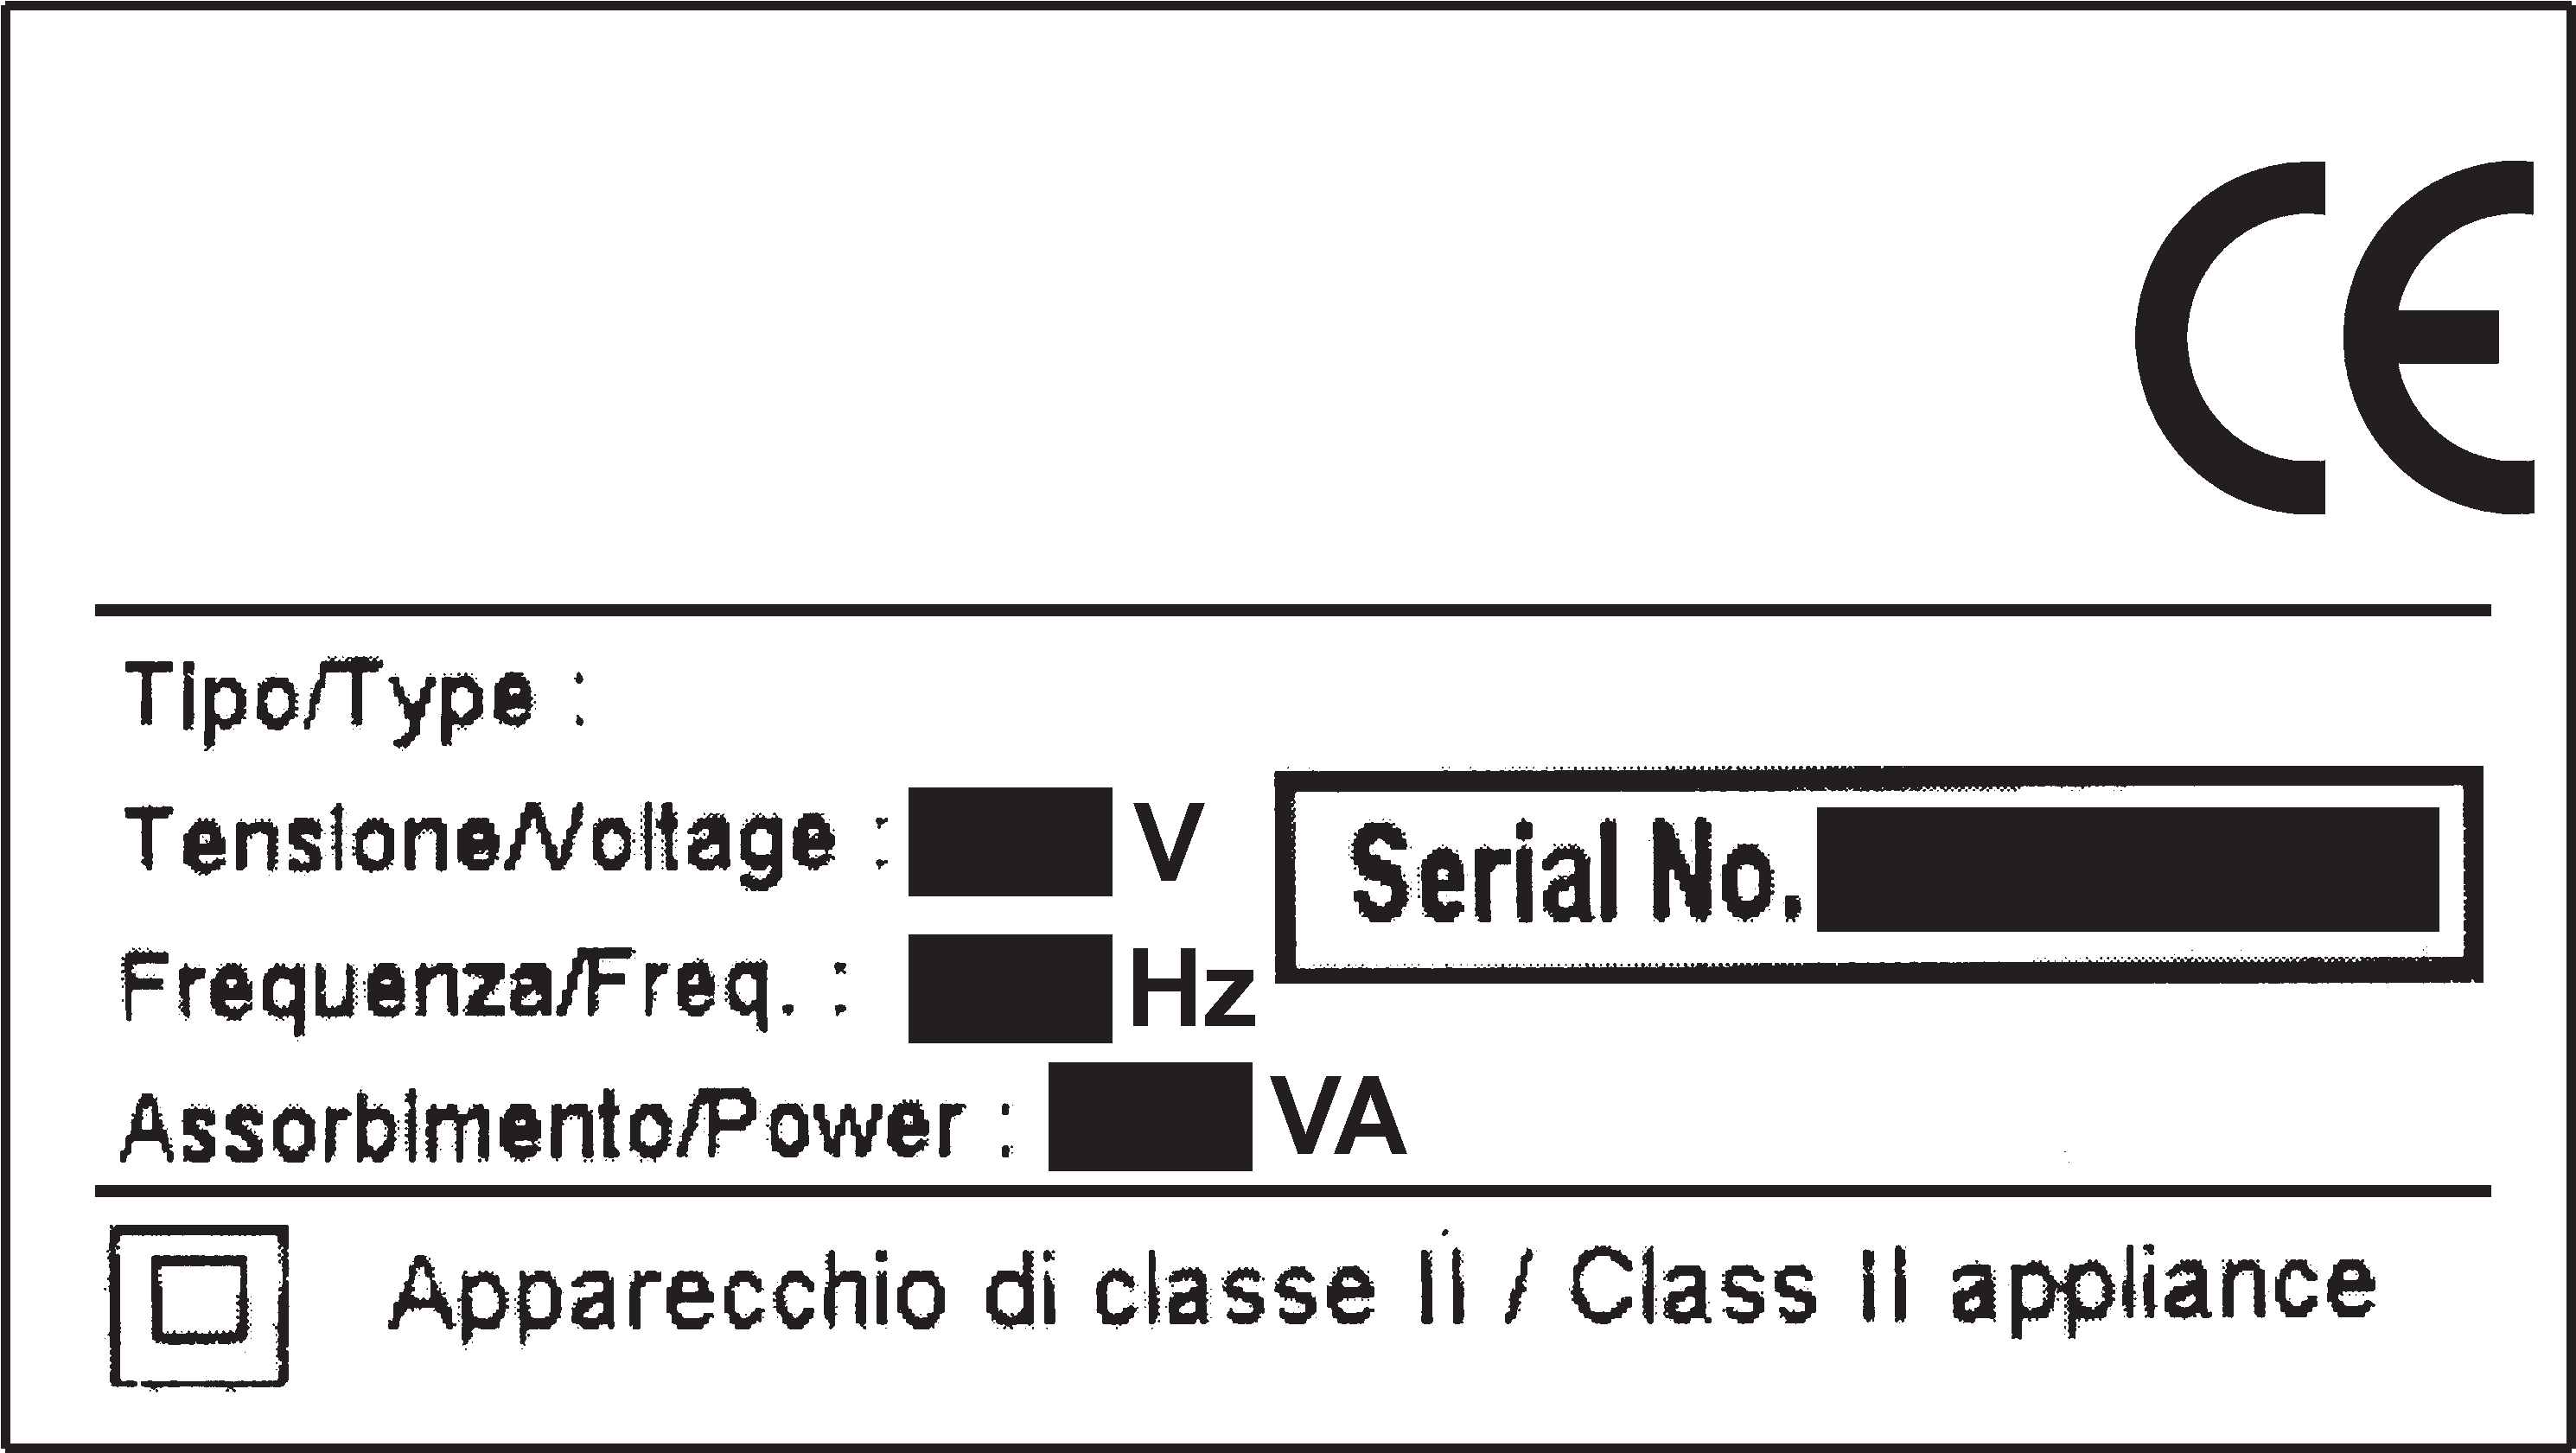 CE
Tipo/Type :
Tensione/Voltage : V
Serial No.
Frequenza/Freq. : Hz
Assorbimento/Power : VA
Apparecchio di classe II / Class II appliance